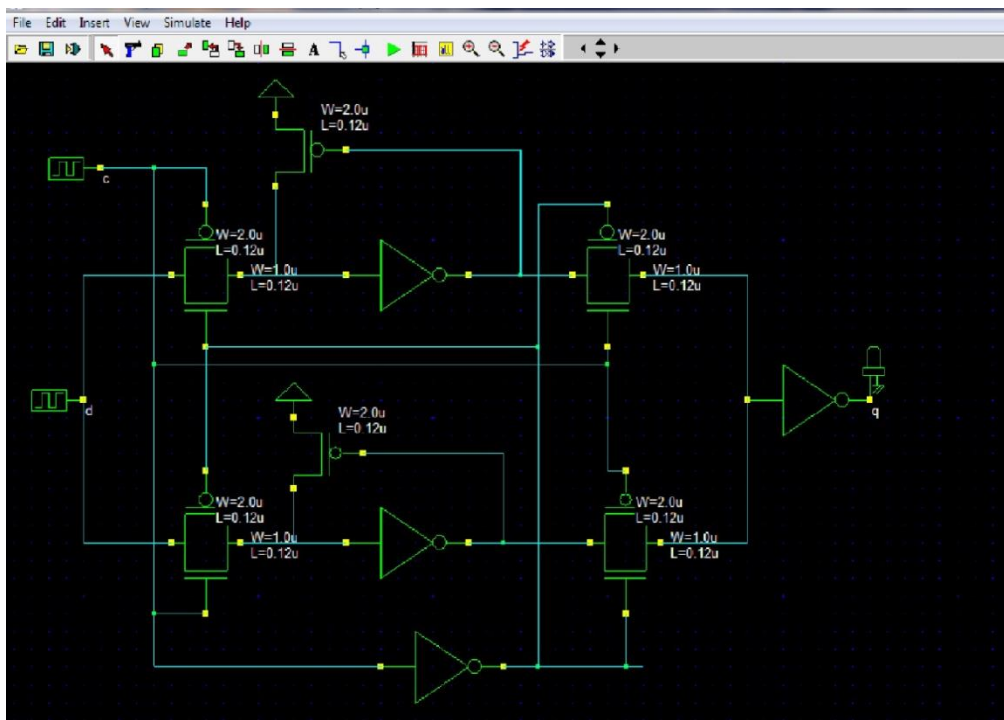 File Edit Insert View Simulate Help
A
W=2.0u
L=0.12u
c
W=2.0u
L=0.12u
W=1.0u
L=0.12u
W=2.0u
L=0.12u
W=1.0u
L=0.12u
d
W=2.0u
L=0.12u
q
W=2.0u
L=0.12u
W=1.0u
L=0.12u
W=2.0u
L=0.12u
W=1.0u
L=0.12u